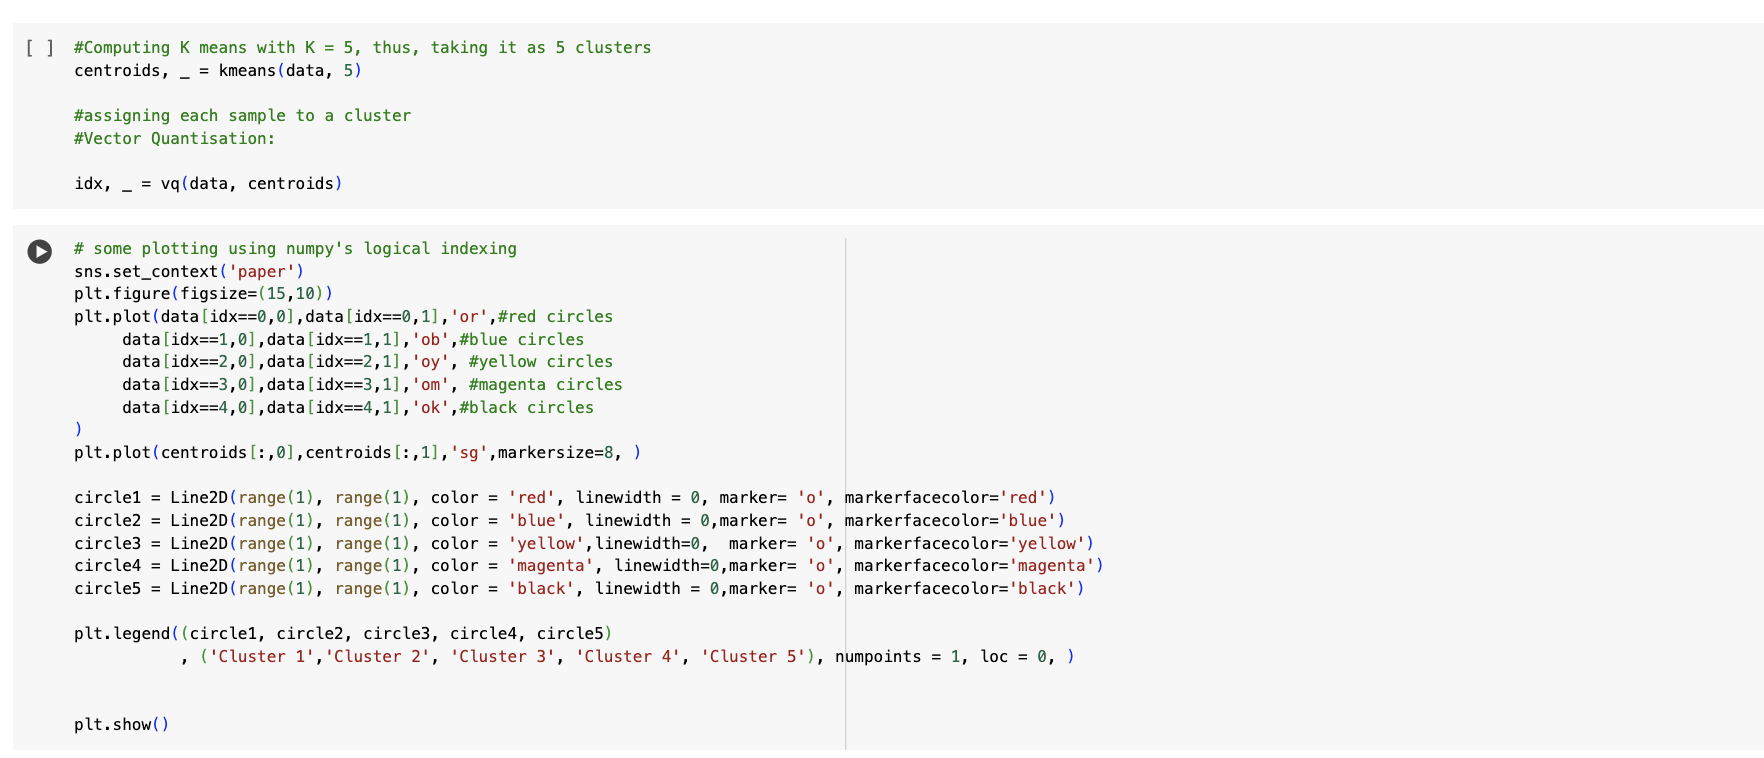 [ ] #Computing K means with K = 5, thus, taking it as 5 clusters
centroids, _ = kmeans(data, 5)
#assigning each sample to a cluster
#Vector Quantisation:
idx, _ = vq(data, centroids)
# some plotting using numpy's logical indexing
sns.set_context('paper')
plt.figure(figsize=(15,10))
plt.plot(data[idx==0,0],data[idx==0,1],'or',#red circles
     data[idx==1,0],data[idx==1,1],'ob',#blue circles
     data[idx==2,0],data[idx==2,1],'oy', #yellow circles
     data[idx==3,0],data[idx==3,1],'om', #magenta circles
     data[idx==4,0],data[idx==4,1],'ok',#black circles
)
plt.plot(centroids[:,0],centroids[:,1],'sg',markersize=8, )
circle1 = Line2D(range(1), range(1), color = 'red', linewidth = 0, marker= 'o', markerfacecolor='red')
circle2 = Line2D(range(1), range(1), color = 'blue', linewidth = 0,marker= 'o', markerfacecolor='blue')
circle3 = Line2D(range(1), range(1), color = 'yellow',linewidth=0,  marker= 'o', markerfacecolor='yellow')
circle4 = Line2D(range(1), range(1), color = 'magenta', linewidth=0,marker= 'o', markerfacecolor='magenta')
circle5 = Line2D(range(1), range(1), color = 'black', linewidth = 0,marker= 'o', markerfacecolor='black')
plt.legend((circle1, circle2, circle3, circle4, circle5)
           , ('Cluster 1','Cluster 2', 'Cluster 3', 'Cluster 4', 'Cluster 5'), numpoints = 1, loc = 0, )
plt.show()